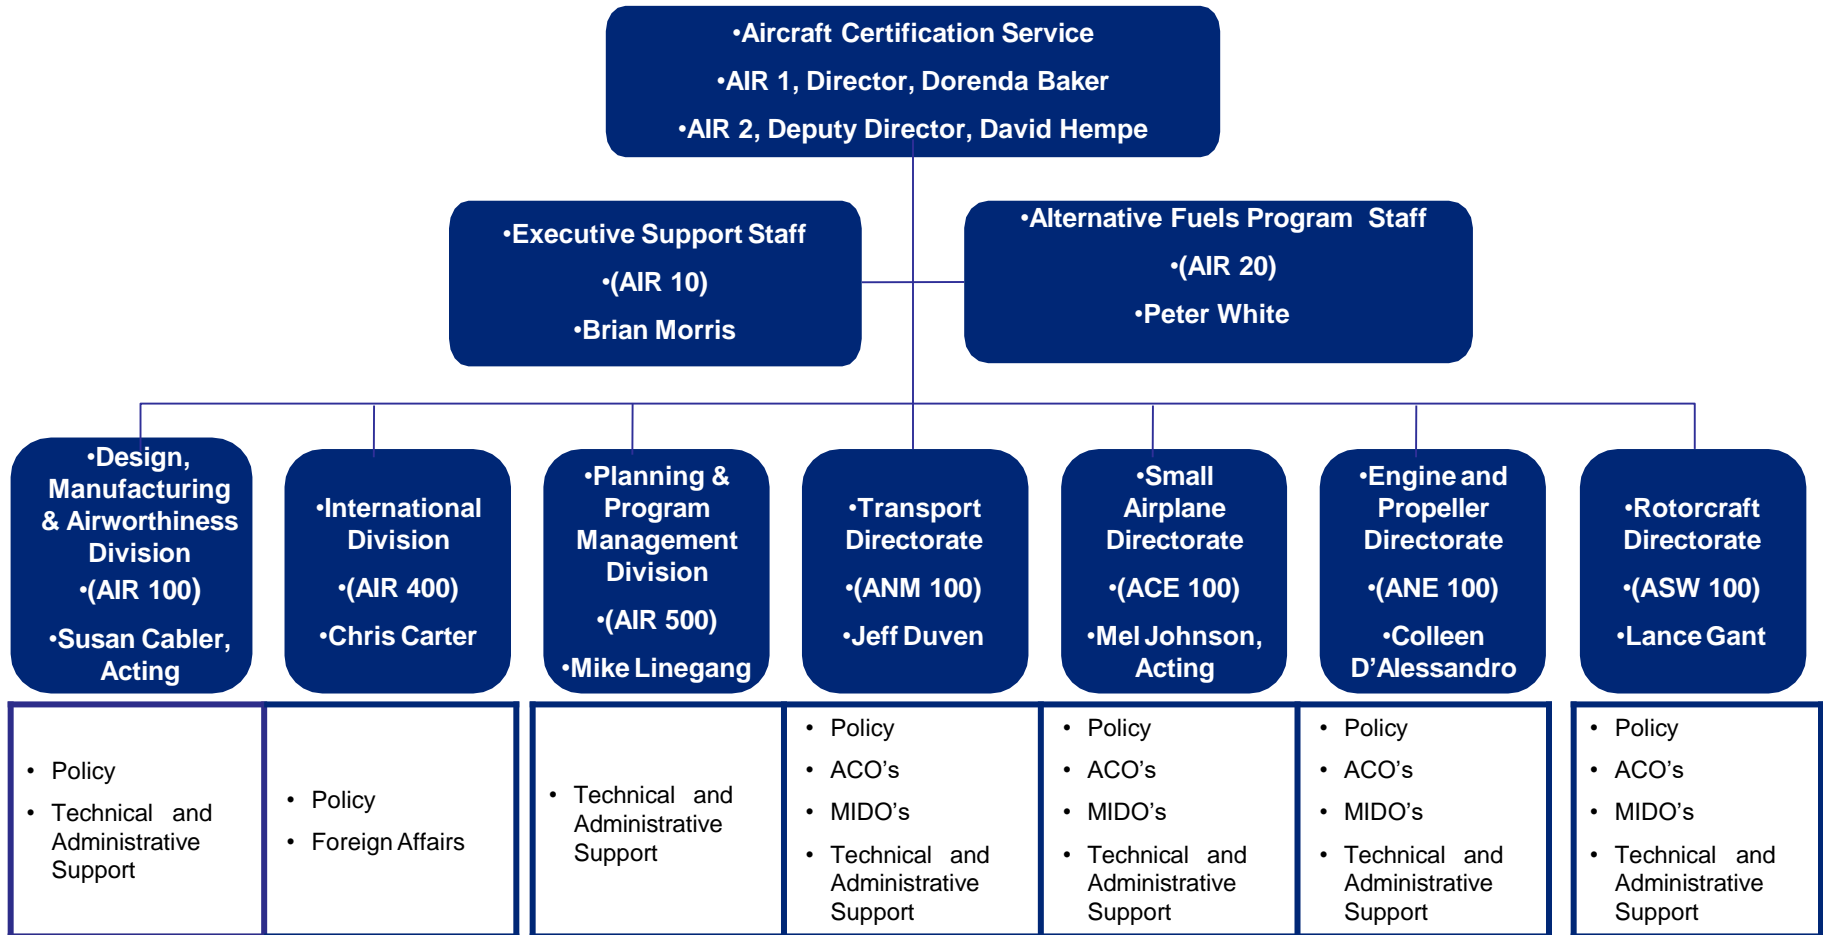 •Aircraft Certification Service
•AIR 1, Director, Dorenda Baker
•AIR 2, Deputy Director, David Hempe
•Executive Support Staff
•(AIR 10)
•Brian Morris
•Alternative Fuels Program Staff
•(AIR 20)
•Peter White
•Design,
Manufacturing
& Airworthiness
Division
•(AIR 100)
•Susan Cabler,
Acting
•International
Division
•(AIR 400)
•Chris Carter
•Planning &
Program
Management
Division
•(AIR 500)
•Mike Linegang
•Transport
Directorate
•(ANM 100)
•Jeff Duven
•Small
Airplane
Directorate
•(ACE 100)
•Mel Johnson,
Acting
•Engine and
Propeller
Directorate
•(ANE 100)
•Colleen
D’Alessandro
•Rotorcraft
Directorate
•(ASW 100)
•Lance Gant
• Policy
• Technical and
Administrative
Support
• Policy
• Foreign Affairs
• Technical and
Administrative
Support
• Policy
• ACO’s
• MIDO’s
• Technical and
Administrative
Support
• Policy
• ACO’s
• MIDO’s
• Technical and
Administrative
Support
• Policy
• ACO’s
• MIDO’s
• Technical and
Administrative
Support
• Policy
• ACO’s
• MIDO’s
• Technical and
Administrative
Support